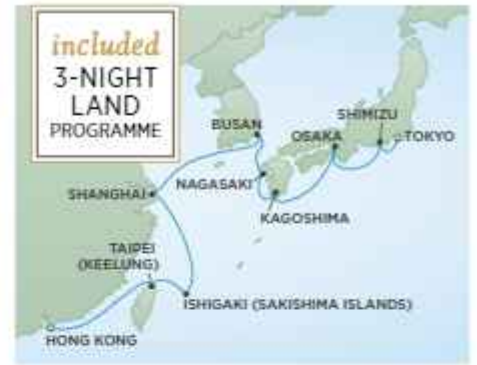 included
3-NIGHT
LAND
PROGRAMME
BUSAN
OSAKA
SHIMIZU
TOKYO
NAGASAKI
SHANGHAI
KAGOSHIMA
TAIPEI
(KEELUNG)
ISHIGAKI (SAKISHIMA ISLANDS)
HONG KONG